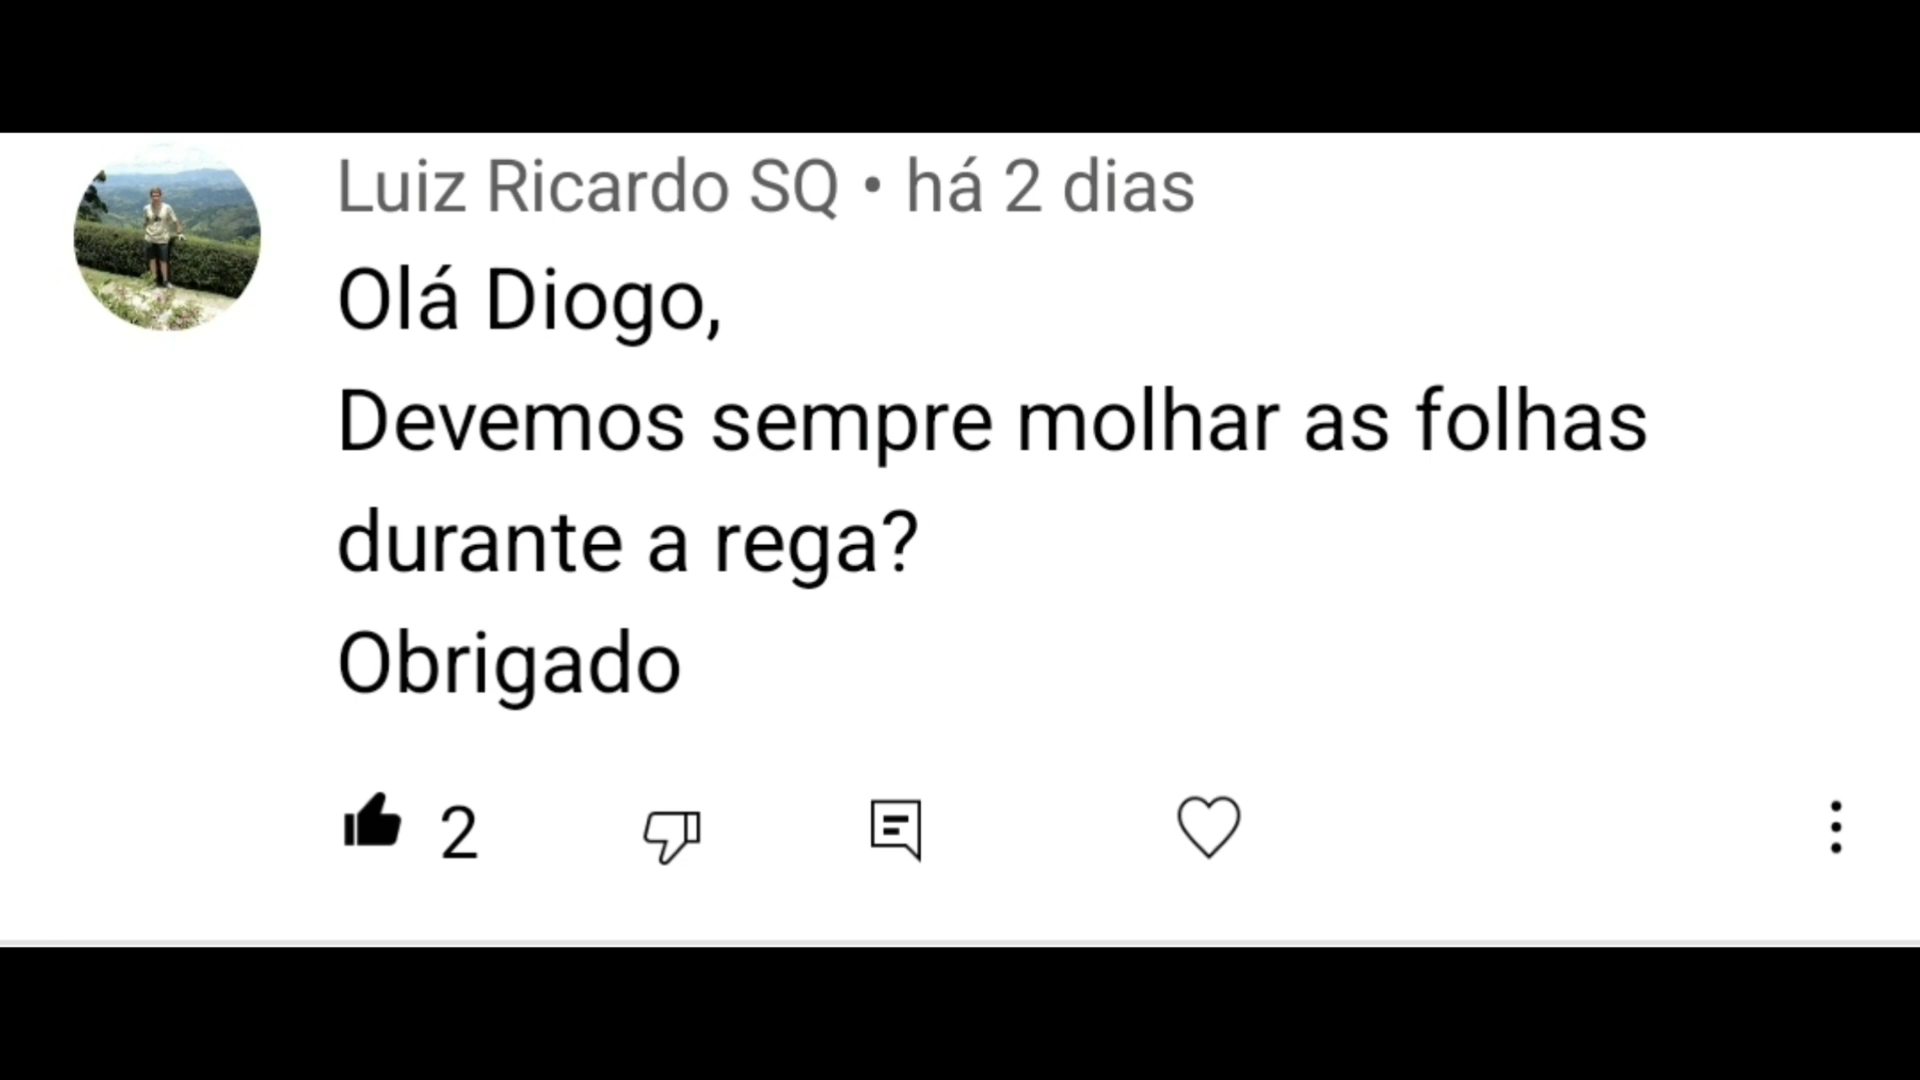 Luiz Ricardo SQ • há 2 dias
Olá Diogo,
Devemos sempre molhar as folhas
durante a rega?
Obrigado
2